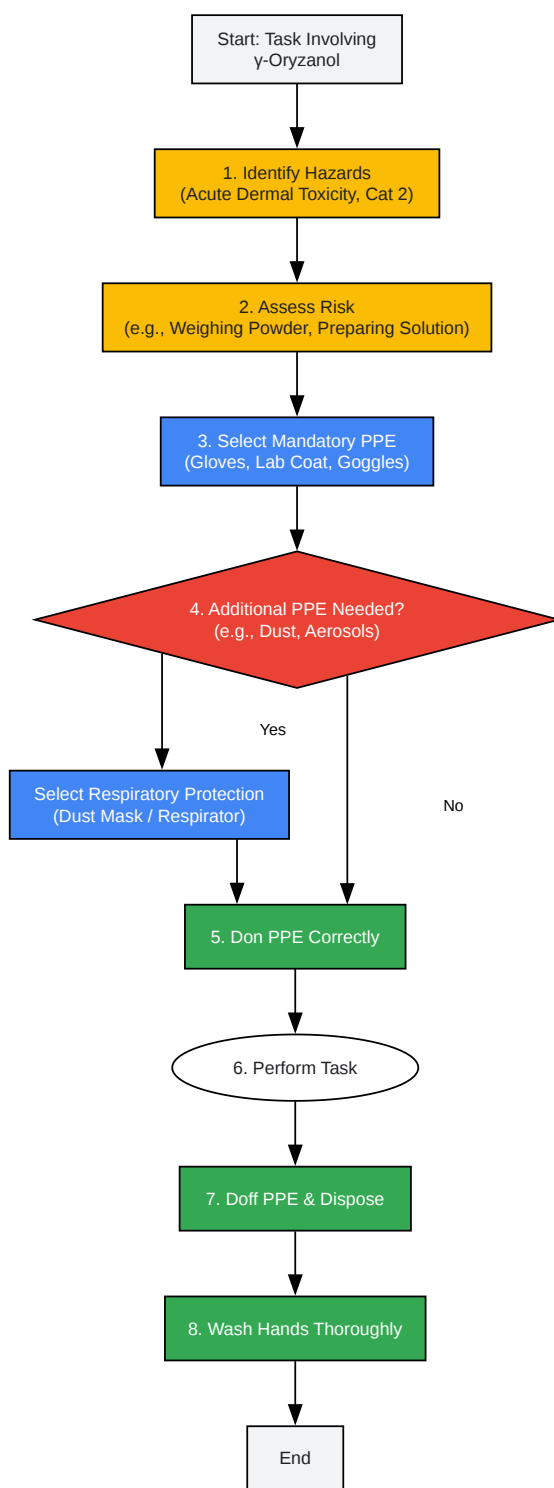 Start: Task Involving
γ-Oryzanol
1. Identify Hazards
(Acute Dermal Toxicity, Cat 2)
2. Assess Risk
(e.g., Weighing Powder, Preparing Solution)
3. Select Mandatory PPE
(Gloves, Lab Coat, Goggles)
4. Additional PPE Needed?
(e.g., Dust, Aerosols)
Yes
Select Respiratory Protection
(Dust Mask / Respirator)
No
5. Don PPE Correctly
6. Perform Task
7. Doff PPE & Dispose
8. Wash Hands Thoroughly
End